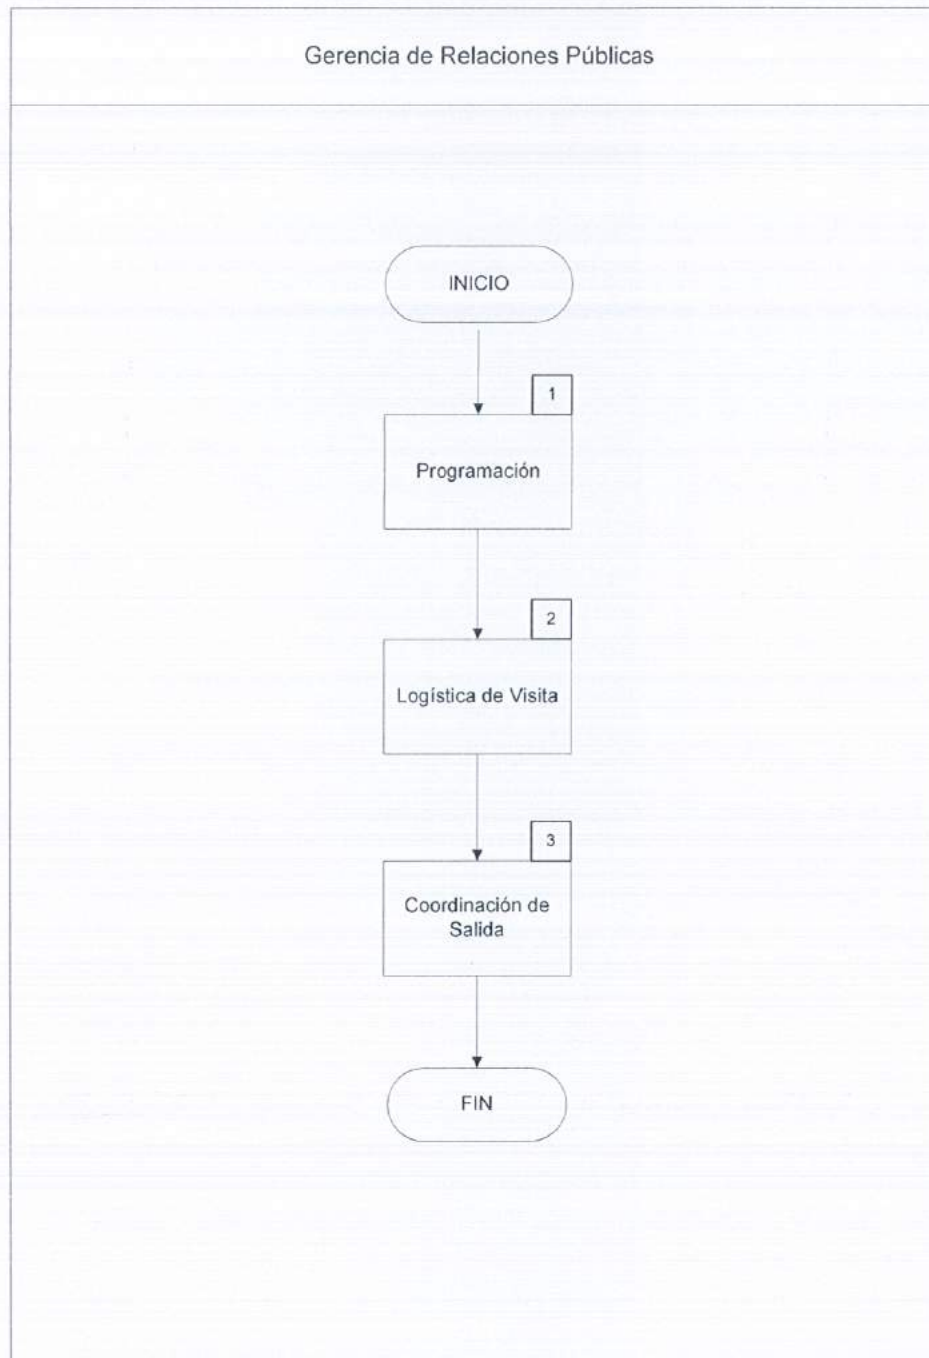 Gerencia de Relaciones Públicas
INICIO
1
Programación
2
Logística de Visita
3
Coordinación de
Salida
FIN